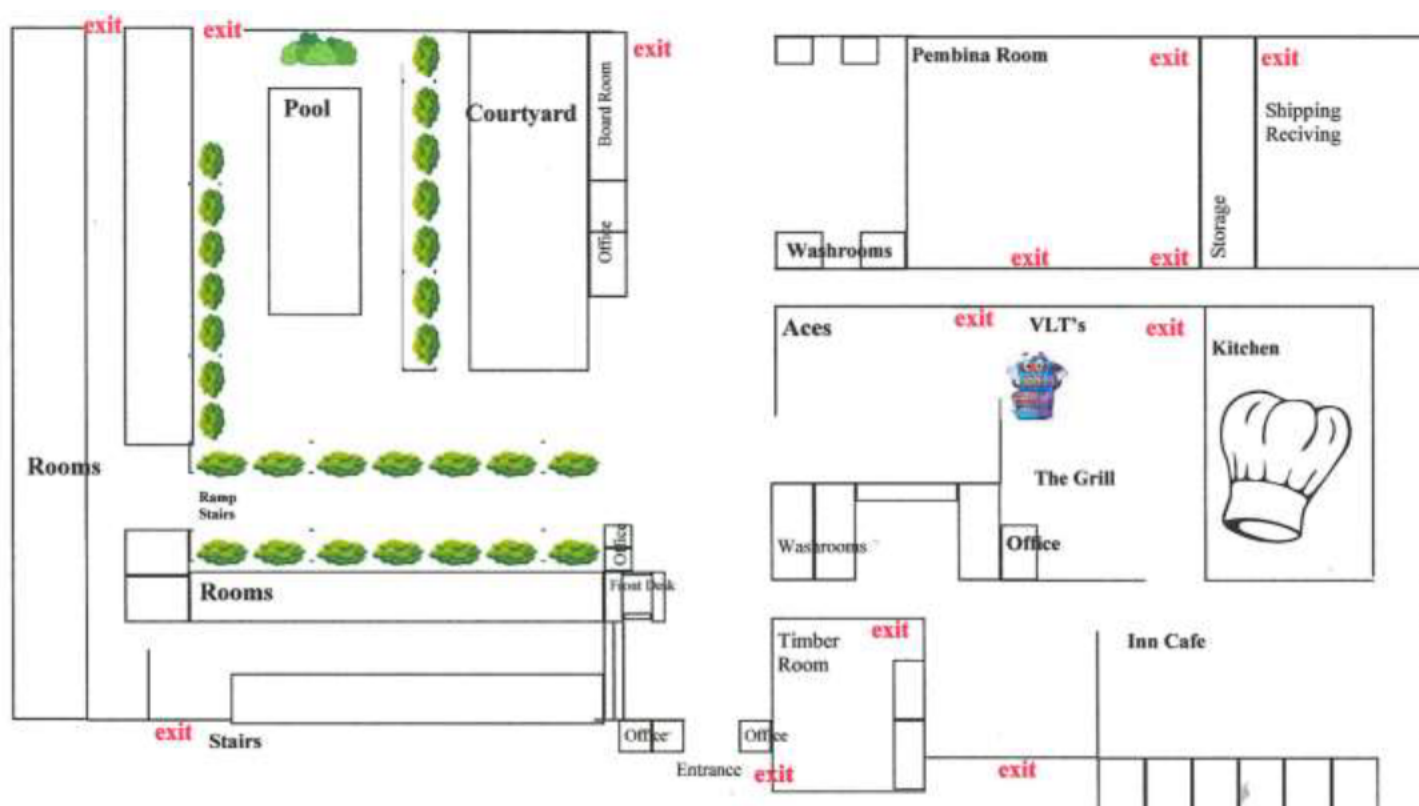 exit
exit
exit
Pool
Courtyard
Board Room
Office
Rooms
Ramp
Stairs
Office
Rooms
Front Desk
exit
Stairs
Office
Office
Entrance
exit
Pembina Room
exit
exit
Shipping
Reciving
Storage
Washrooms
exit
exit
Aces
exit
VLT's
exit
Kitchen
The Grill
Washrooms
Office
Timber
Room
exit
Inn Cafe
exit